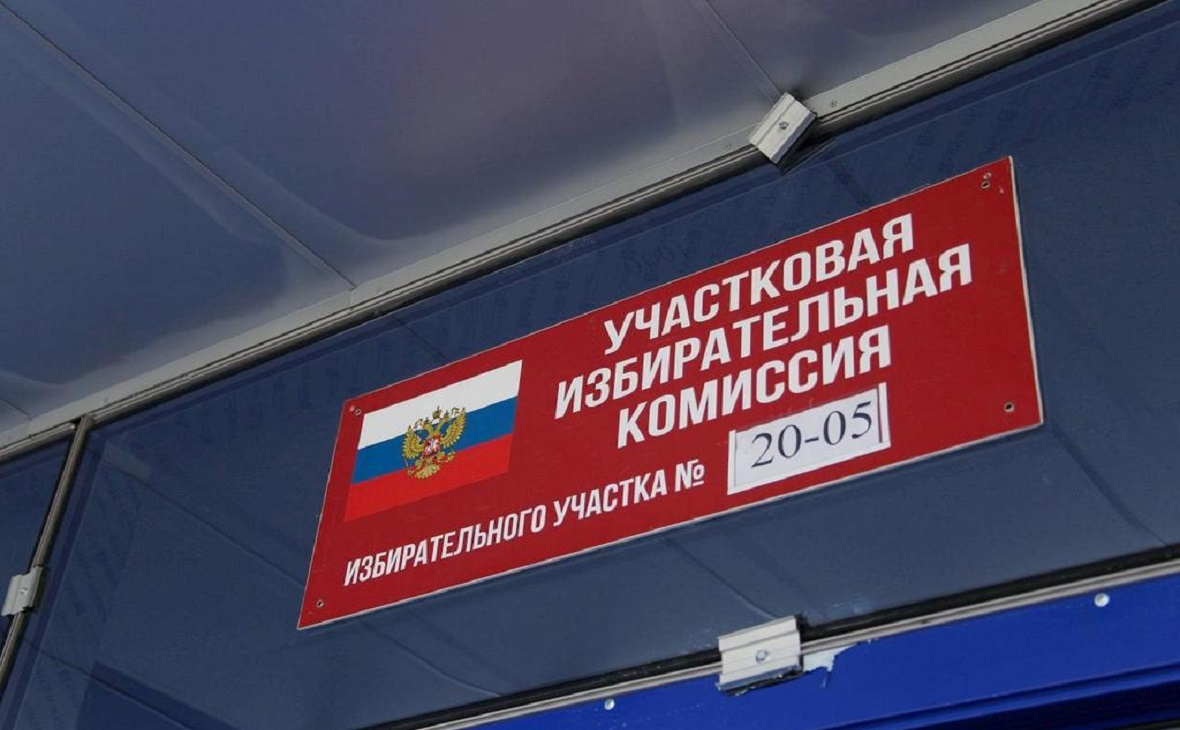 УЧАСТКОВАЯ
ИЗБИРАТЕЛЬНАЯ
КОМИССИЯ
ИЗБИРАТЕЛЬНОГО УЧАСТКА № 20-05